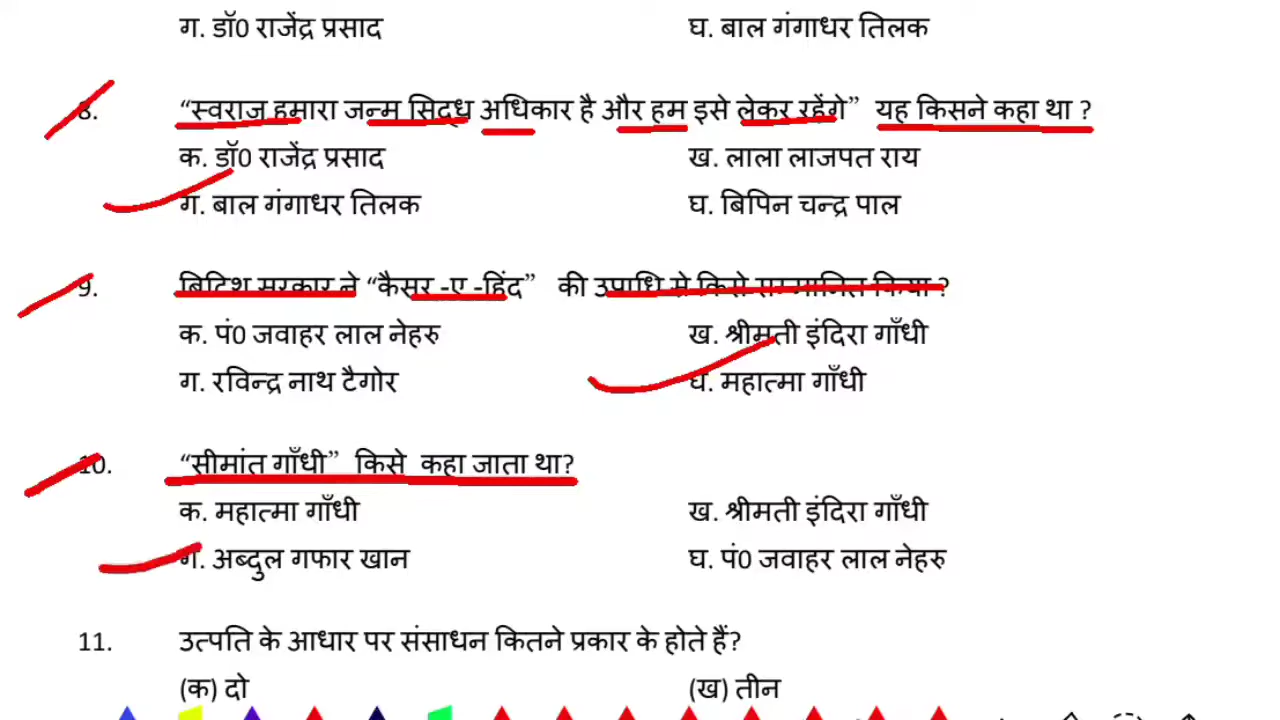 ग. डॉ0 राजेंद्र प्रसाद घ. बाल गंगाधर तिलक
8. “स्वराज हमारा जन्म सिद्ध अधिकार है और हम इसे लेकर रहेंगे” यह किसने कहा था ?
क. डॉ0 राजेंद्र प्रसाद ख. लाला लाजपत राय
ग. बाल गंगाधर तिलक घ. बिपिन चन्द्र पाल
9. ब्रिटिश सरकार ने “कैसर -ए -हिंद” की उपाधि से किसे सम्मानित किया ?
क. पं0 जवाहर लाल नेहरु ख. श्रीमती इंदिरा गाँधी
ग. रविन्द्र नाथ टैगोर घ. महात्मा गाँधी
10. “सीमांत गाँधी” किसे कहा जाता था?
क. महात्मा गाँधी ख. श्रीमती इंदिरा गाँधी
ग. अब्दुल गफार खान घ. पं0 जवाहर लाल नेहरु
11. उत्पति के आधार पर संसाधन कितने प्रकार के होते हैं?
(क) दो (ख) तीन